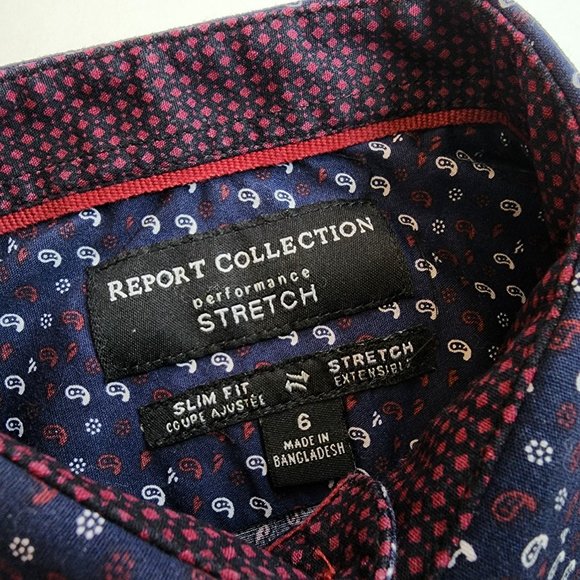 REPORT COLLECTION
performance
STRETCH
SLIM FIT
COUPE AJUSTÉE
STRETCH
EXTENSIBLE
6
MADE IN
BANGLADESH